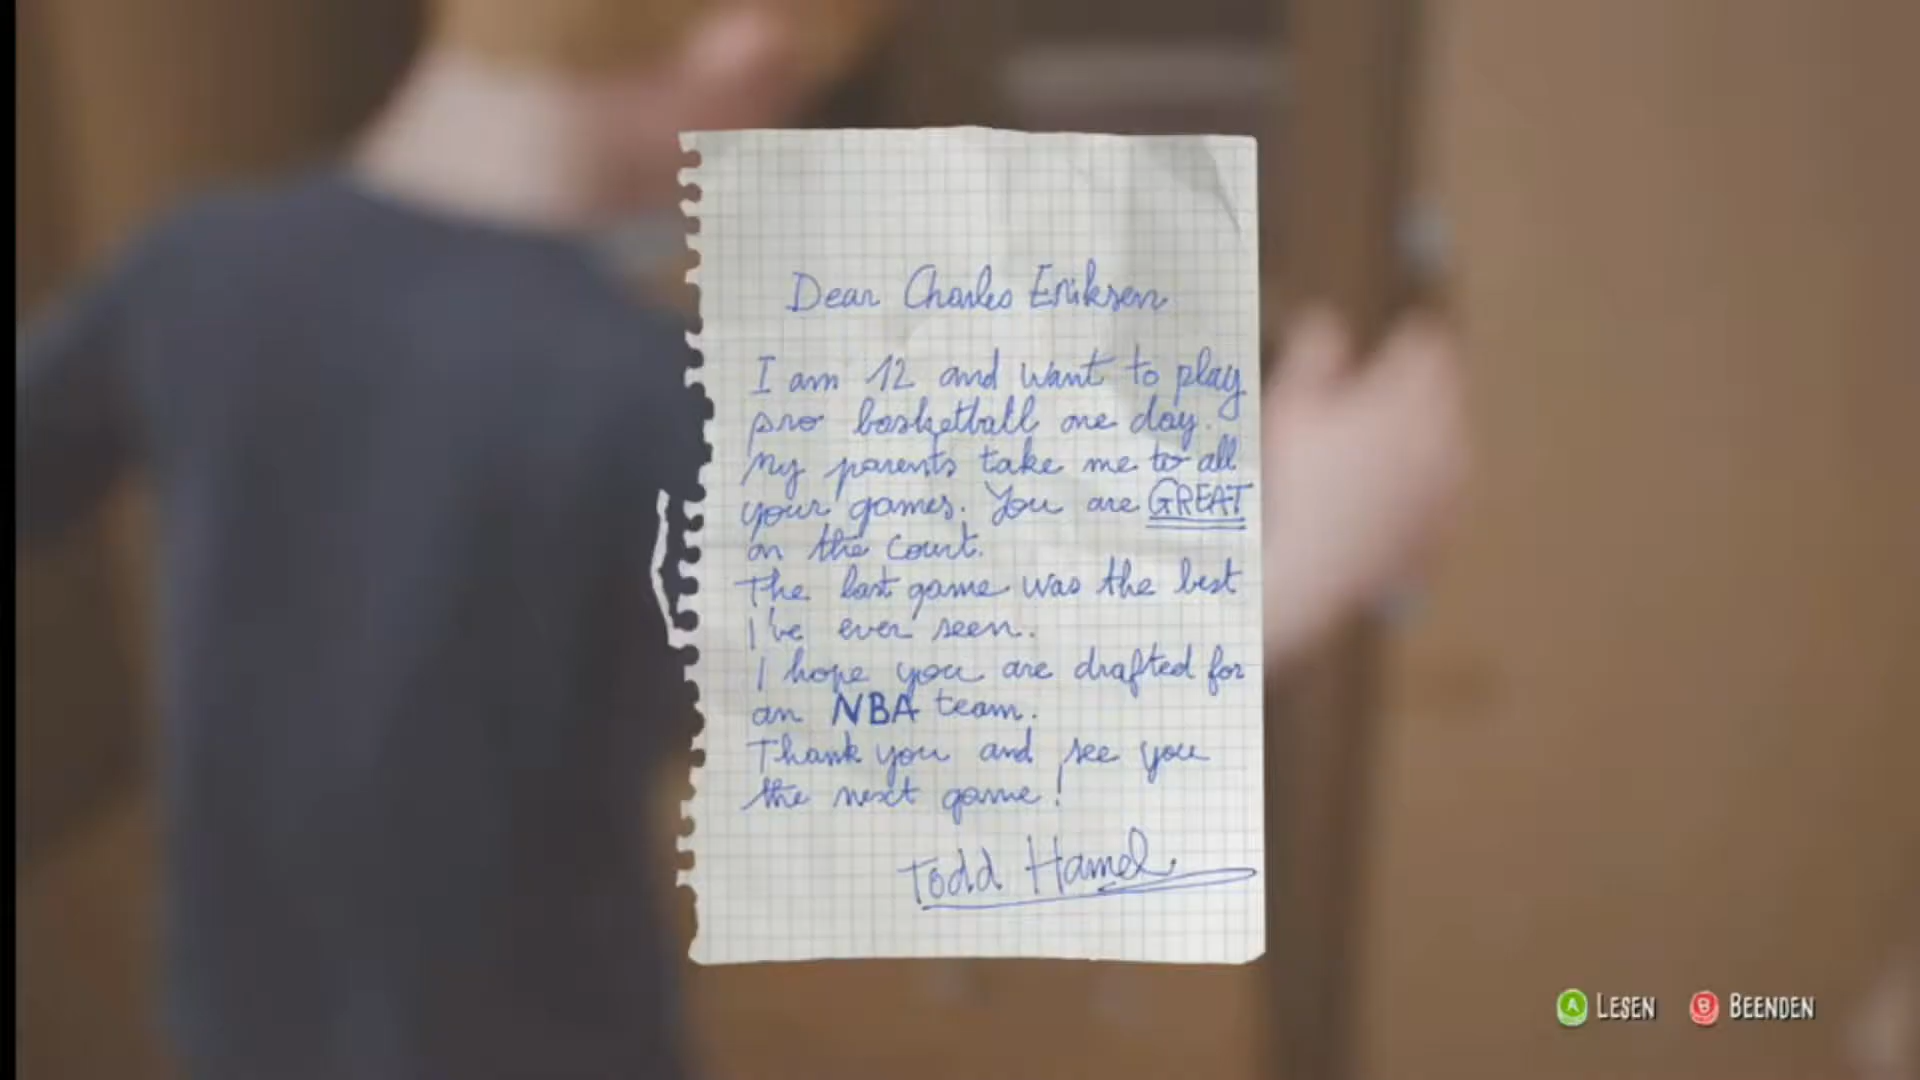 Dear Charles Eriksen
I am 12 and want to play
pro basketball one day.
My parents take me to all
your games. You are GREAT
on the court.
The last game was the best
I've ever seen.
I hope you are drafted for
an NBA team.
Thank you and see you
the next game!
Todd Hamel
A LESEN B BEENDEN